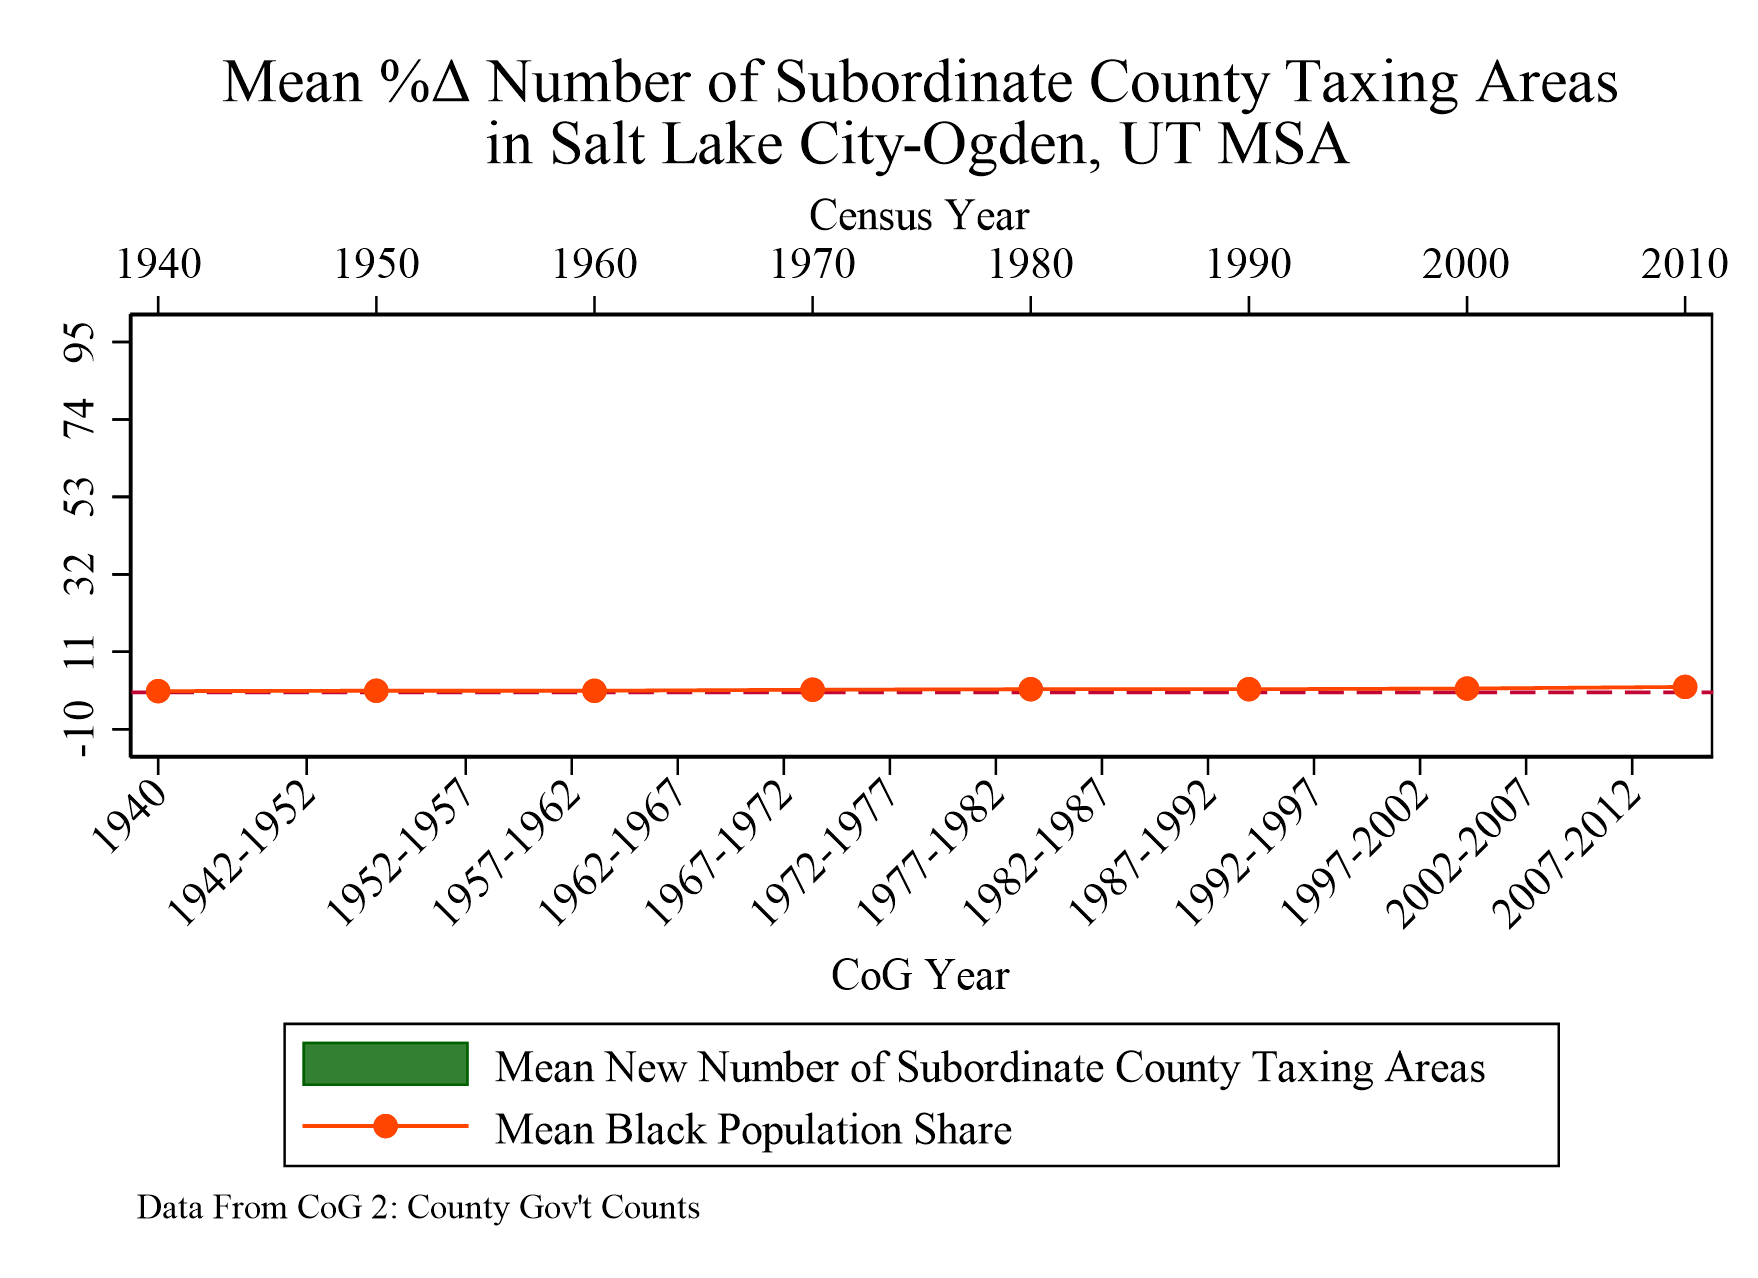 Mean %Δ Number of Subordinate County Taxing Areas
in Salt Lake City-Ogden, UT MSA
Census Year
1940 1950 1960 1970 1980 1990 2000 2010
95
74
53
32
11
-10
1940 1942-1952 1952-1957 1957-1962 1962-1967 1967-1972 1972-1977 1977-1982 1982-1987 1987-1992 1992-1997 1997-2002 2002-2007 2007-2012
CoG Year
Mean New Number of Subordinate County Taxing Areas
Mean Black Population Share
Data From CoG 2: County Gov't Counts